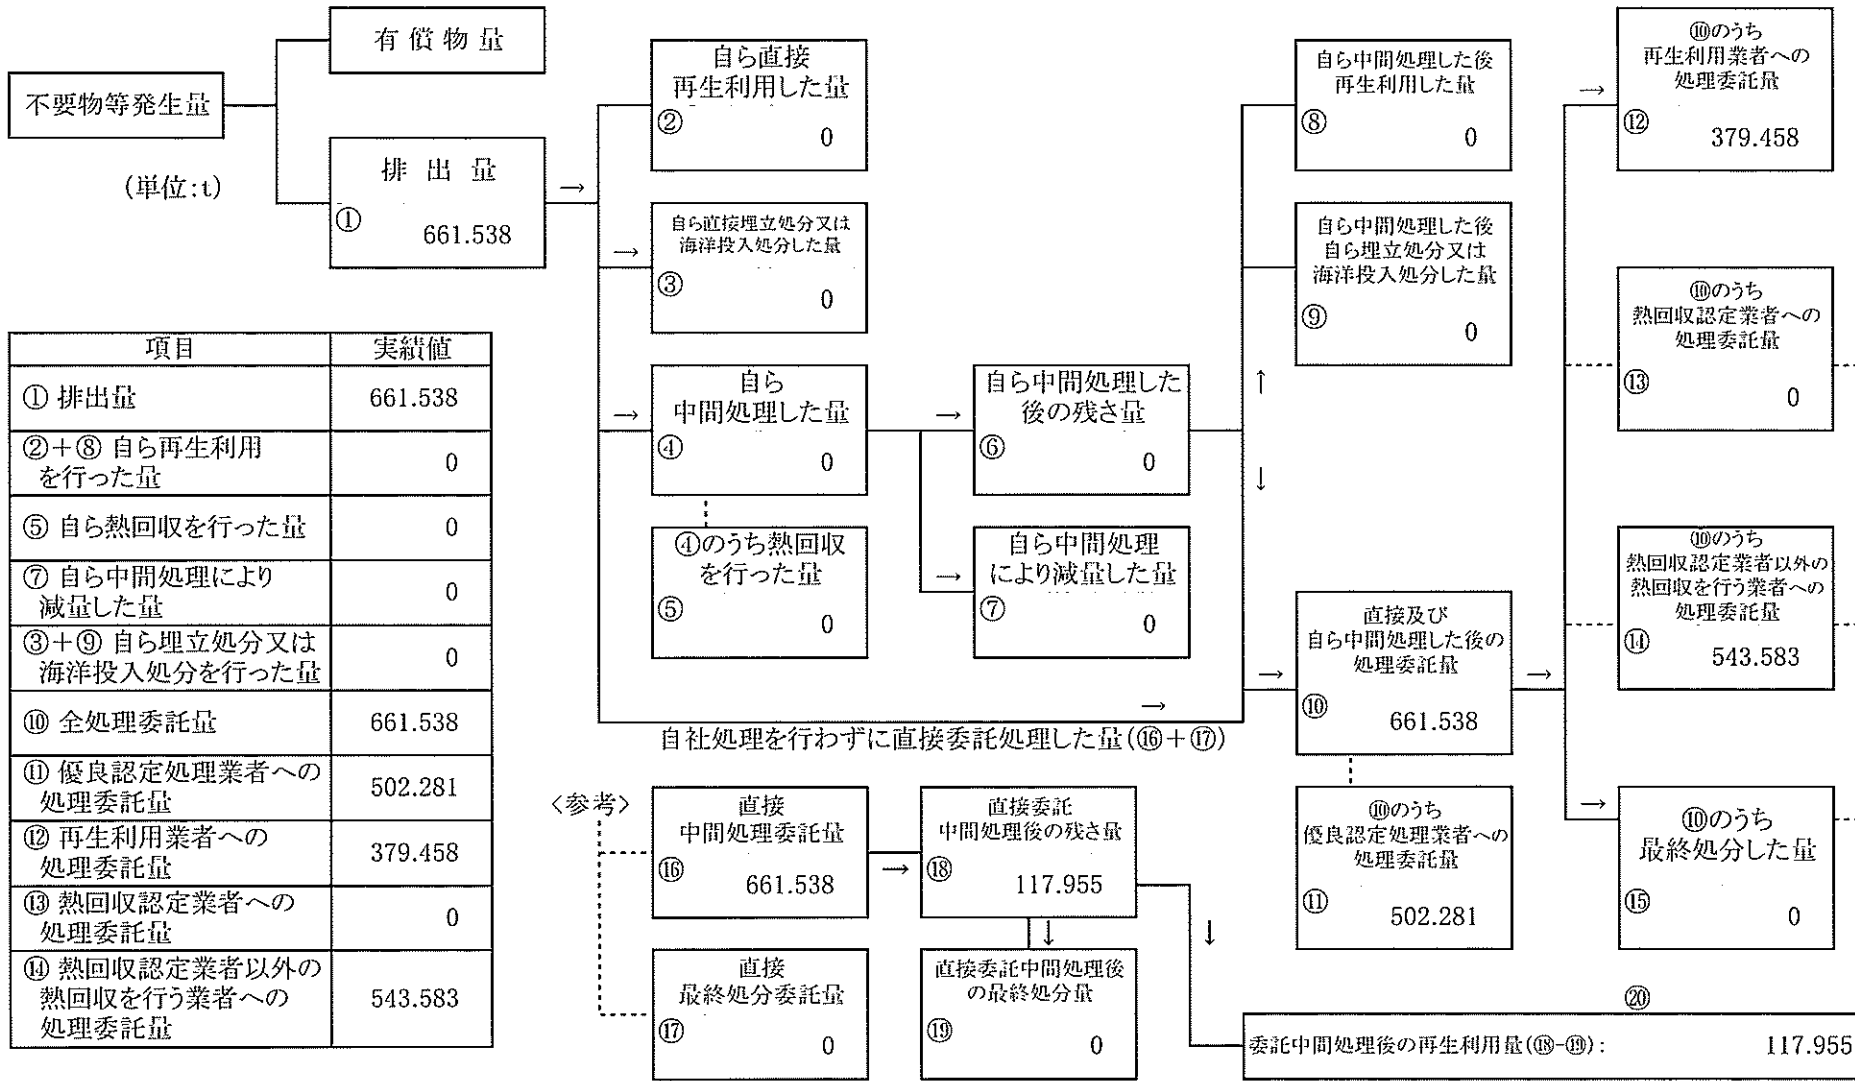 不要物等発生量
(単位:t)
有償物量
排出量
①
661.538
→
自ら直接
再生利用した量
②
0
→
自ら直接埋立処分又は
海洋投入処分した量
③
0
→
自ら
中間処理した量
④
0
④のうち熱回収
を行った量
⑤
0
→
自ら中間処理した
後の残さ量
⑥
0
→
自ら中間処理
により減量した量
⑦
0
↑
↓
自ら中間処理した後
再生利用した量
⑧
0
自ら中間処理した後
自ら埋立処分又は
海洋投入処分した量
⑨
0
→
自社処理を行わずに直接委託処理した量(⑯+⑰)
→
直接及び
自ら中間処理した後の
処理委託量
⑩
661.538
⑩のうち
優良認定処理業者への
処理委託量
⑪
502.281
→
→
⑩のうち
再生利用業者への
処理委託量
⑫
379.458
⑩のうち
熱回収認定業者への
処理委託量
⑬
0
⑩のうち
熱回収認定業者以外の
熱回収を行う業者への
処理委託量
⑭
543.583
→
⑩のうち
最終処分した量
⑮
0
項目 実績値
① 排出量 661.538
②+⑧ 自ら再生利用
を行った量 0
⑤ 自ら熱回収を行った量 0
⑦ 自ら中間処理により
減量した量 0
③+⑨ 自ら埋立処分又は
海洋投入処分を行った量 0
⑩ 全処理委託量 661.538
⑪ 優良認定処理業者への
処理委託量 502.281
⑫ 再生利用業者への
処理委託量 379.458
⑬ 熱回収認定業者への
処理委託量 0
⑭ 熱回収認定業者以外の
熱回収を行う業者への
処理委託量 543.583
〈参考〉
直接
中間処理委託量
⑯
661.538
→
直接委託
中間処理後の残さ量
⑱
117.955
↓
↓
直接
最終処分委託量
⑰
0
直接委託中間処理後
の最終処分量
⑲
0
⑳
委託中間処理後の再生利用量(⑱-⑲): 117.955